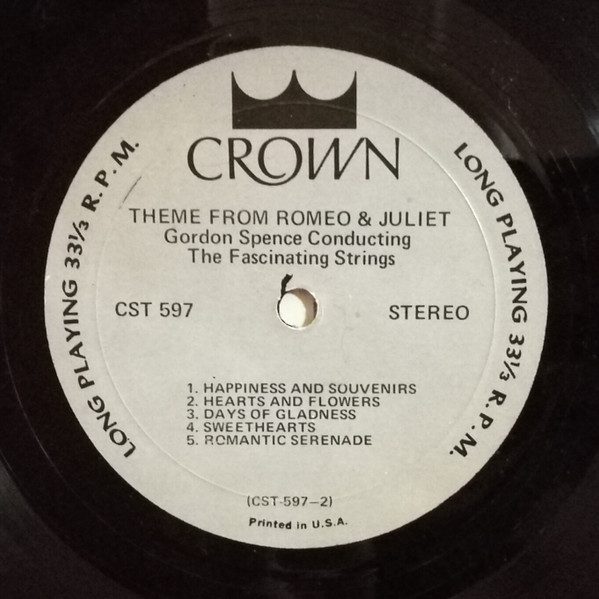 CROWN
LONG PLAYING 33⅓ R.P.M.
LONG PLAYING 33⅓ R.P.M.
THEME FROM ROMEO & JULIET
Gordon Spence Conducting
The Fascinating Strings
CST 597
STEREO
1. HAPPINESS AND SOUVENIRS
2. HEARTS AND FLOWERS
3. DAYS OF GLADNESS
4. SWEETHEARTS
5. ROMANTIC SERENADE
(CST-597-2)
Printed in U.S.A.